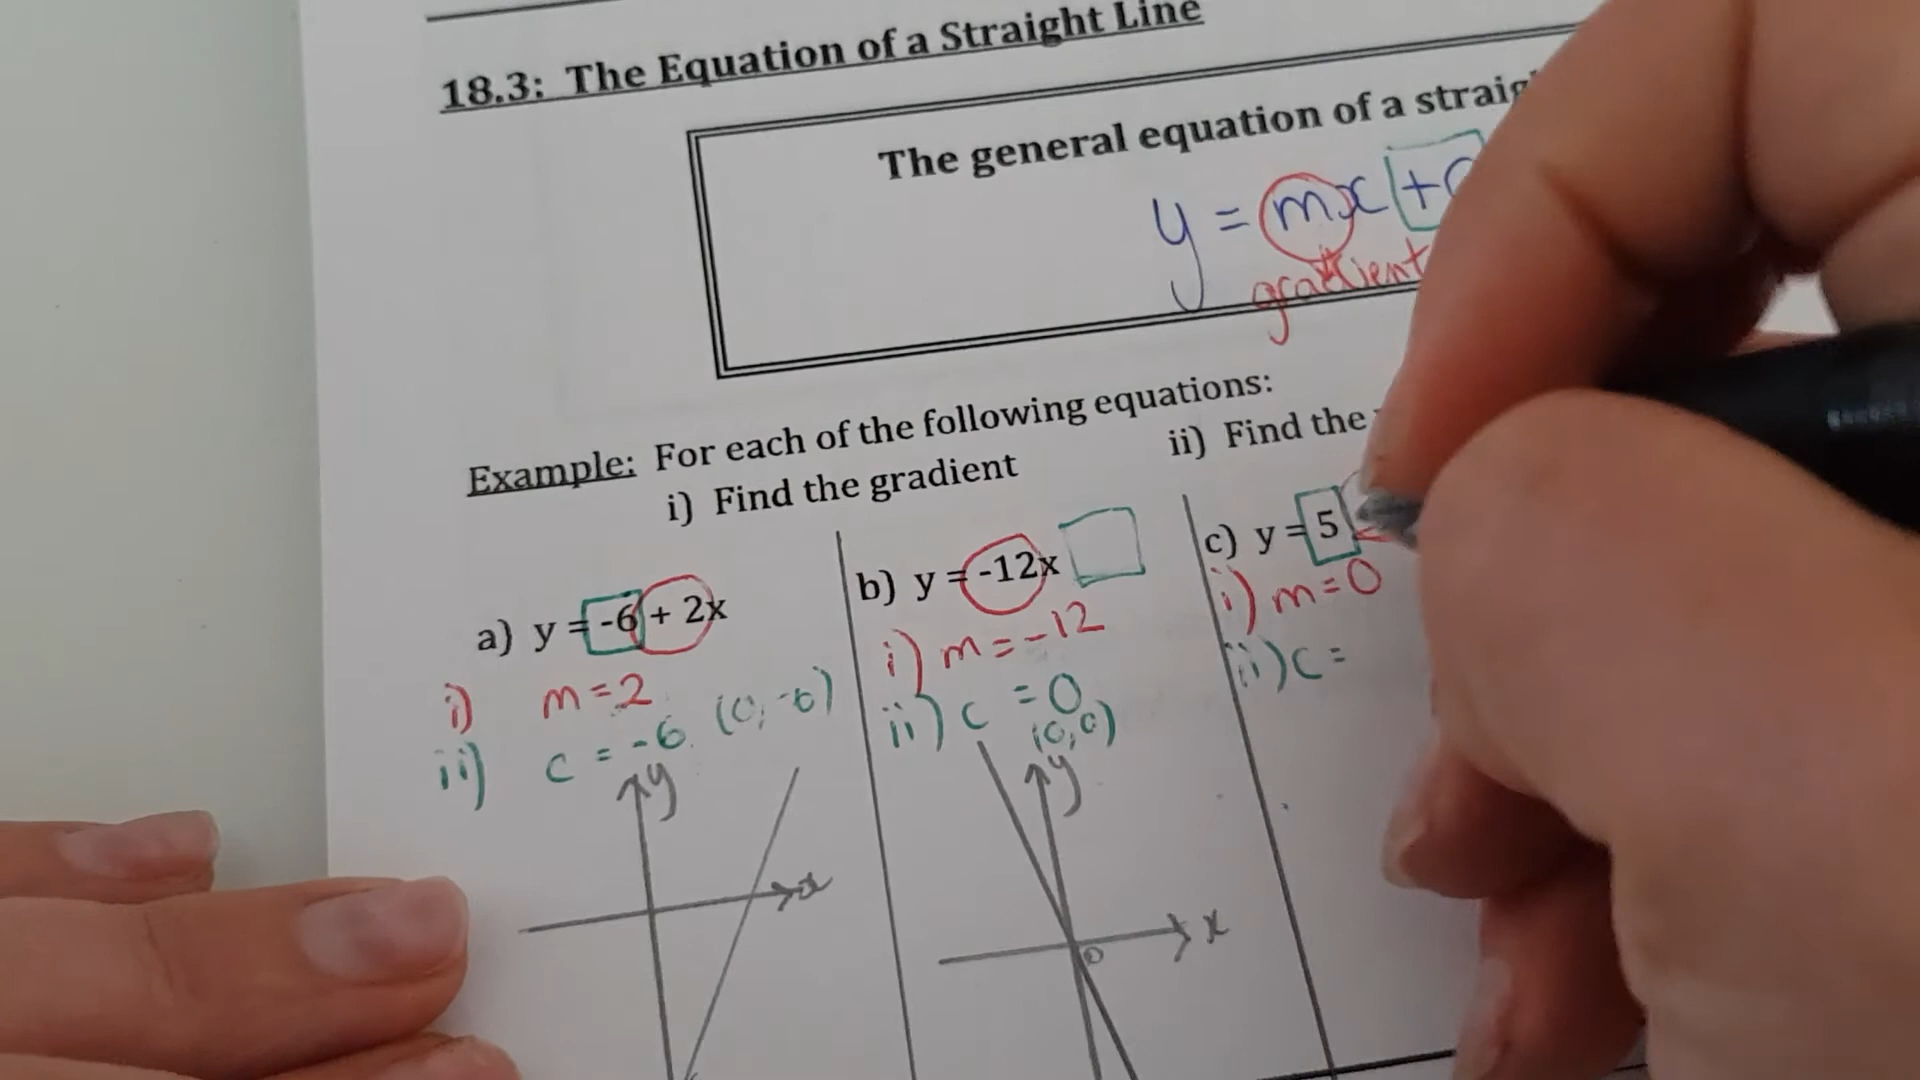 18.3: The Equation of a Straight Line
The general equation of a straig
y = mx +c
gradient
Example: For each of the following equations:
i) Find the gradient
ii) Find the
a) y = -6 + 2x
i) m = 2
ii) c = -6 (0, -6)
y
x
b) y = -12x
i) m = -12
ii) c = 0
(0,0)
y
x
0
c) y = 5
i) m = 0
ii) c =